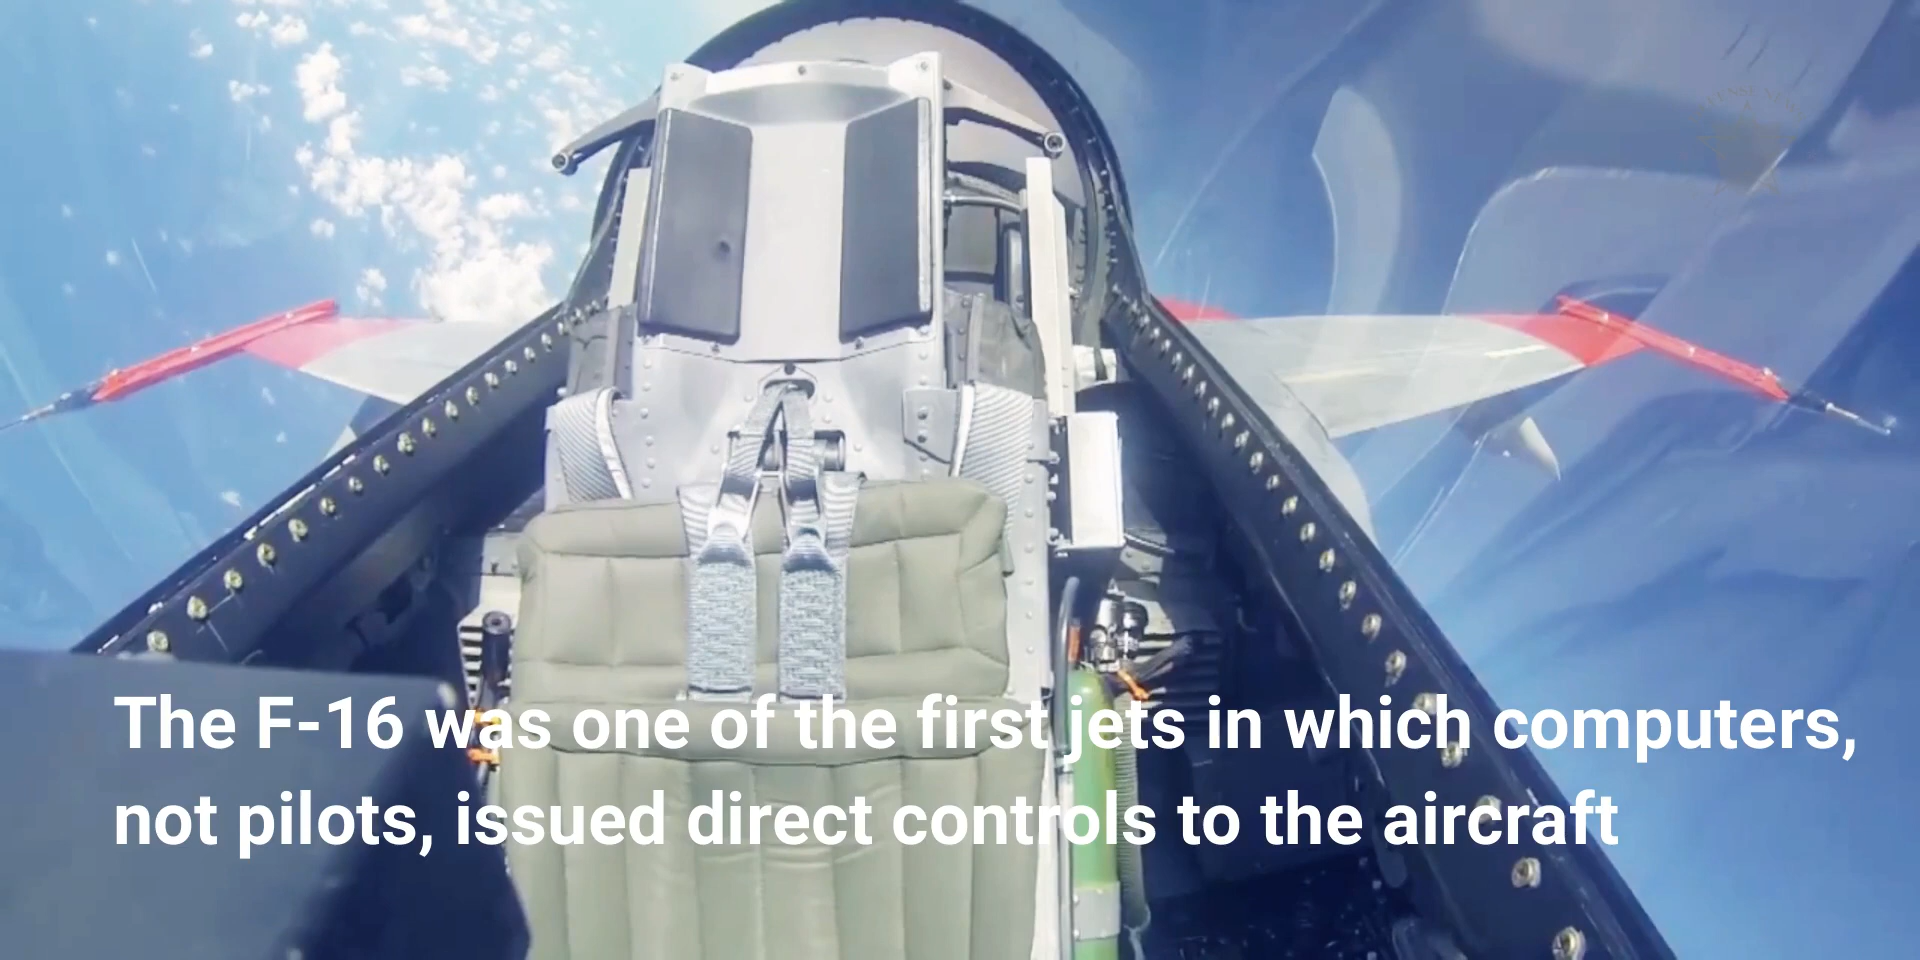 The F-16 was one of the first jets in which computers,
not pilots, issued direct controls to the aircraft